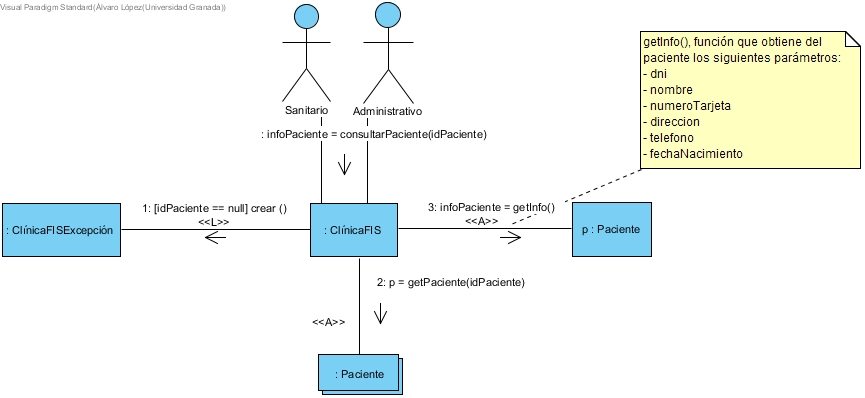 Visual Paradigm Standard(Álvaro López(Universidad Granada))
Sanitario
Administrativo
: infoPaciente = consultarPaciente(idPaciente)
getInfo(), función que obtiene del
paciente los siguientes parámetros:
- dni
- nombre
- numeroTarjeta
- direccion
- telefono
- fechaNacimiento
1: [idPaciente == null] crear ()
<<L>>
3: infoPaciente = getInfo()
<<A>>
: ClínicaFISExcepción
: ClínicaFIS
p : Paciente
2: p = getPaciente(idPaciente)
<<A>>
: Paciente